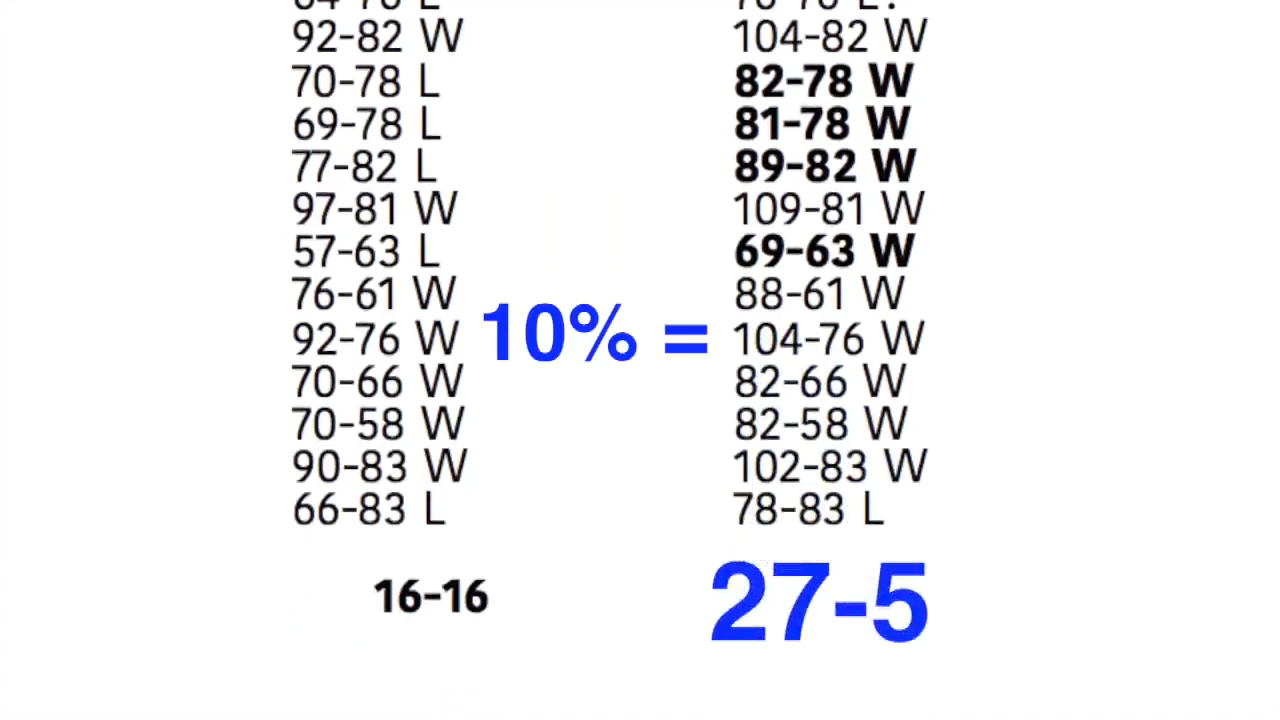 92-82 W 104-82 W
70-78 L 82-78 W
69-78 L 81-78 W
77-82 L 89-82 W
97-81 W 109-81 W
57-63 L 69-63 W
76-61 W 88-61 W
10% =
92-76 W 104-76 W
70-66 W 82-66 W
70-58 W 82-58 W
90-83 W 102-83 W
66-83 L 78-83 L
16-16 27-5